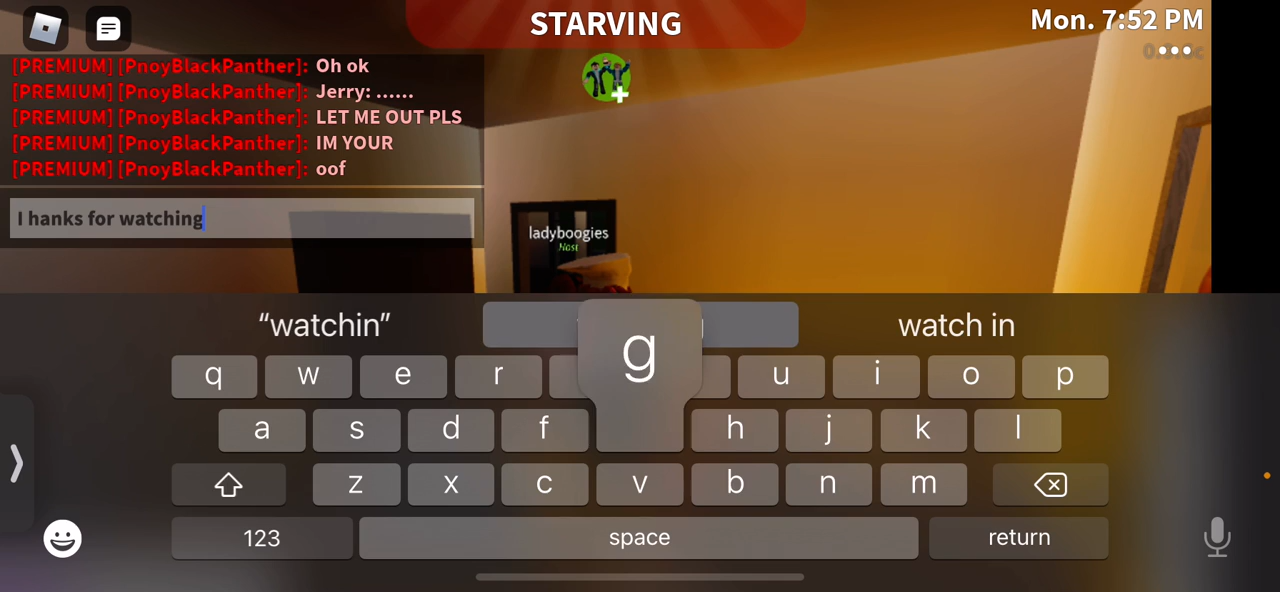 STARVING
Mon. 7:52 PM
[PREMIUM] [PnoyBlackPanther]: Oh ok
[PREMIUM] [PnoyBlackPanther]: Jerry: ......
[PREMIUM] [PnoyBlackPanther]: LET ME OUT PLS
[PREMIUM] [PnoyBlackPanther]: IM YOUR
[PREMIUM] [PnoyBlackPanther]: oof
I hanks for watching
ladyboogies
Host
“watchin” watch in
g
q w e r u i o p
a s d f h j k l
z x c v b n m
123 space return